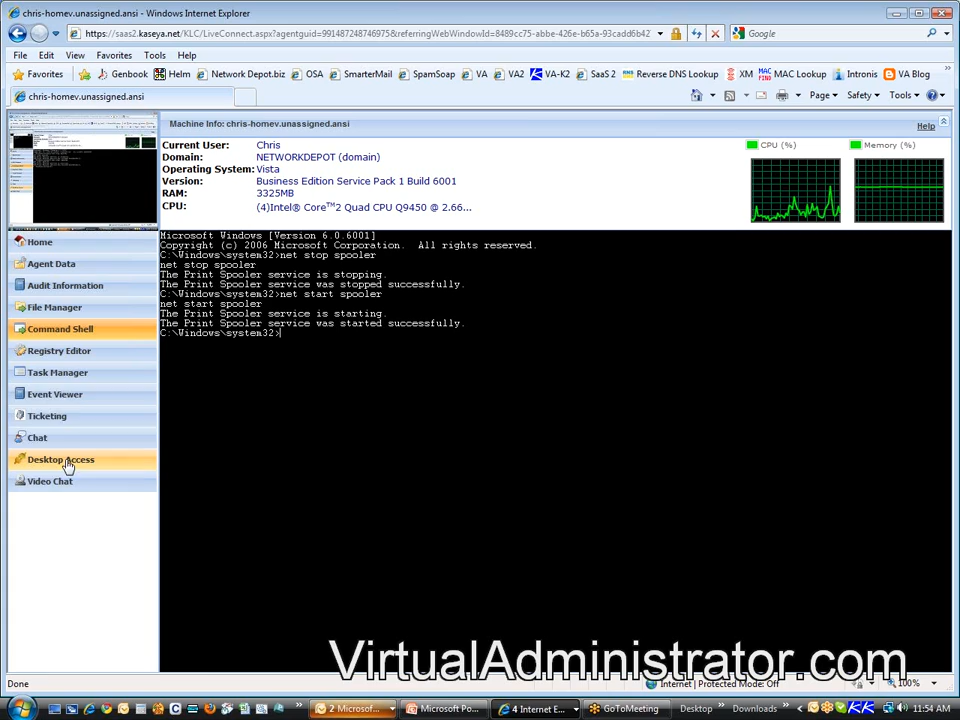 chris-homev.unassigned.ansi - Windows Internet Explorer
https://saas2.kaseya.net/KLC/LiveConnect.aspx?agentguid=991487248746975&referringWebWindowId=8489cc75-abbe-426e-b65a-93cadd6b42
Google
File Edit View Favorites Tools Help
Favorites Genbook Helm Network Depot.biz OSA SmarterMail SpamSoap VA VA2 VA-K2 SaaS 2 Reverse DNS Lookup XM MAC Lookup Intronis VA Blog
chris-homev.unassigned.ansi
Page Safety Tools
Machine Info: chris-homev.unassigned.ansi
Help
Current User: Chris
Domain: NETWORKDEPOT (domain)
Operating System: Vista
Version: Business Edition Service Pack 1 Build 6001
RAM: 3325MB
CPU: (4)Intel® Core™2 Quad CPU Q9450 @ 2.66...
CPU (%)
Memory (%)
Home
Agent Data
Audit Information
File Manager
Command Shell
Registry Editor
Task Manager
Event Viewer
Ticketing
Chat
Desktop Access
Video Chat
Microsoft Windows [Version 6.0.6001]
Copyright (c) 2006 Microsoft Corporation. All rights reserved.
C:\Windows\system32>net stop spooler
net stop spooler
The Print Spooler service is stopping.
The Print Spooler service was stopped successfully.
C:\Windows\system32>net start spooler
net start spooler
The Print Spooler service is starting.
The Print Spooler service was started successfully.
C:\Windows\system32>
VirtualAdministrator.com
Done
Internet | Protected Mode: Off
100%
2 Microsof... Microsoft Po... 4 Internet E... GoToMeeting Desktop Downloads 11:54 AM